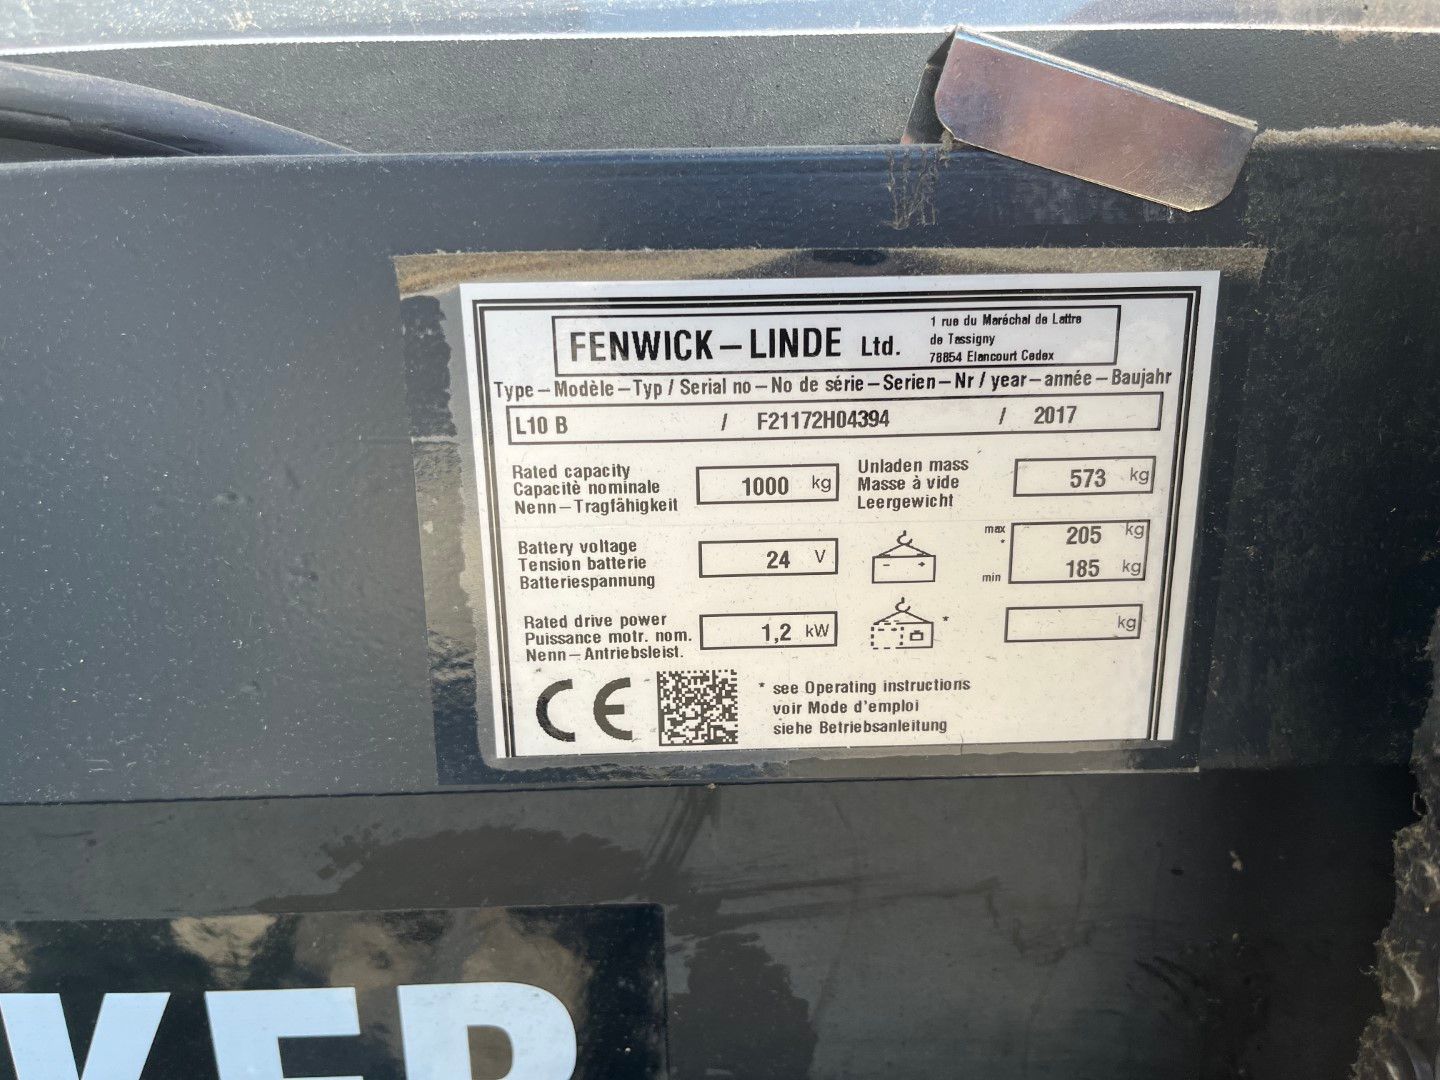 FENWICK-LINDE Ltd.
1 rue du Maréchal de Lattre
de Tassigny
78854 Elancourt Cedex
Type - Modèle - Typ / Serial no - No de série - Serien - Nr / year - année - Baujahr
L10 B / F21172H04394 / 2017
Rated capacity
Capacitè nominale
Nenn-Tragfähigkeit
1000 kg
Unladen mass
Masse à vide
Leergewicht
573 kg
Battery voltage
Tension batterie
Batteriespannung
24 V
- +
max
*
205 kg
min
185 kg
Rated drive power
Puissance motr. nom.
Nenn-Antriebsleist.
1,2 kW
*
kg
CE
* see Operating instructions
voir Mode d'emploi
siehe Betriebsanleitung